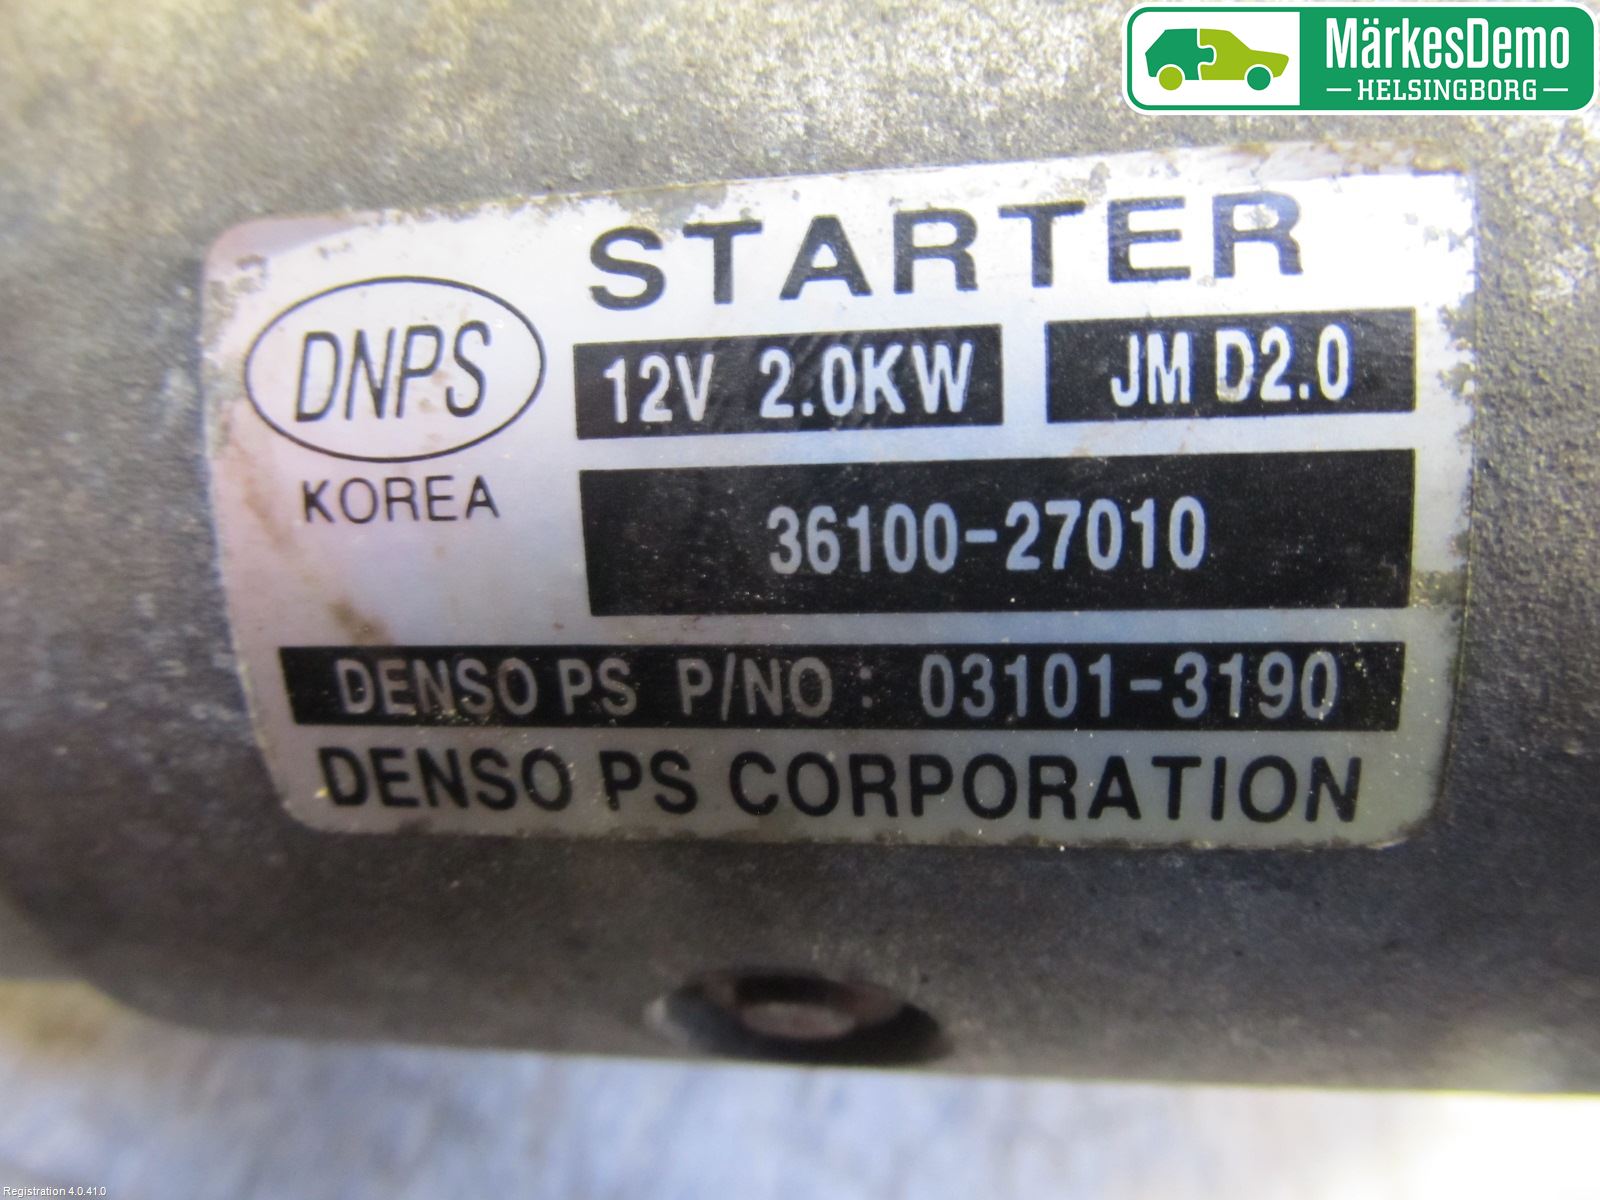 MärkesDemo
HELSINGBORG
STARTER
DNPS
12V 2.0KW JM D2.0
KOREA
36100-27010
DENSO PS P/NO : 03101-3190
DENSO PS CORPORATION
Registration 4.0.41.0